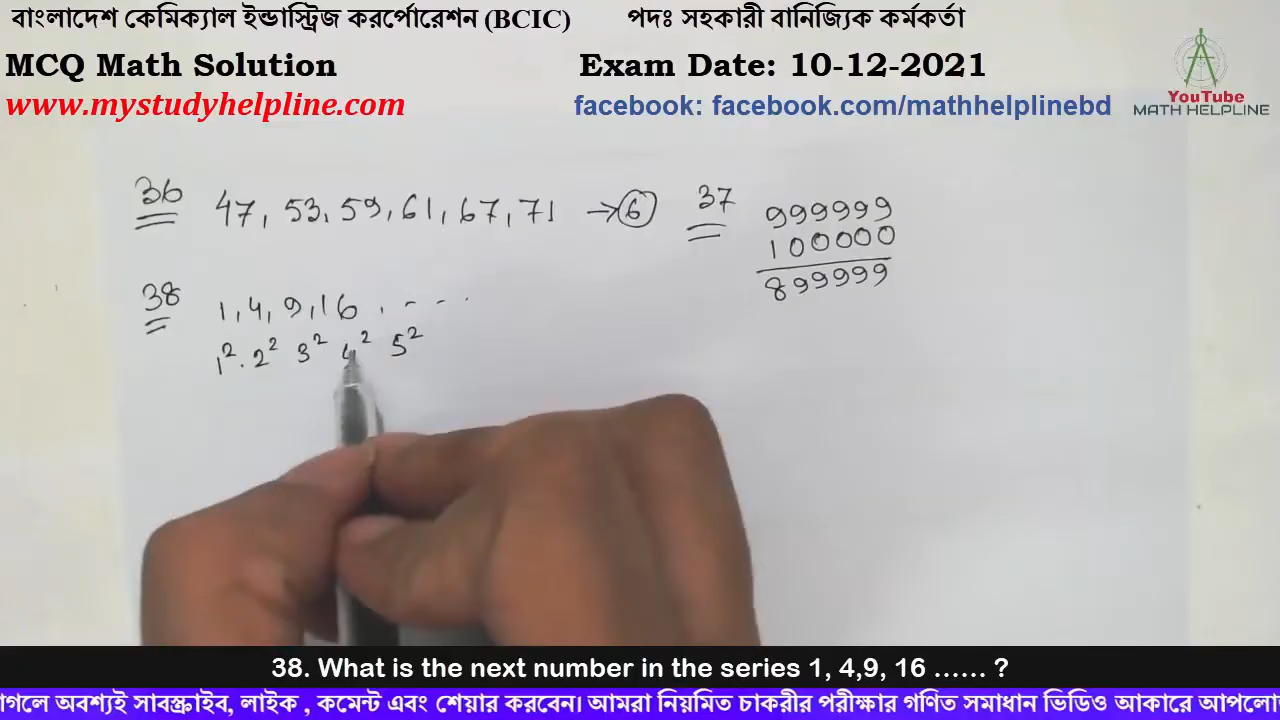 বাংলাদেশ কেমিক্যাল ইন্ডাস্ট্রিজ করর্পোরেশন (BCIC) পদঃ সহকারী বানিজ্যিক কর্মকর্তা
MCQ Math Solution Exam Date: 10-12-2021
www.mystudyhelpline.com facebook: facebook.com/mathhelplinebd
YouTube
MATH HELPLINE
36 47, 53, 59, 61, 67, 71 → 6
37 999999
100000
899999
38 1, 4, 9, 16, - - -
1² . 2² 3² 4² 5²
38. What is the next number in the series 1, 4,9, 16 …… ?
াগলে অবশ্যই সাবস্ক্রাইব, লাইক , কমেন্ট এবং শেয়ার করবেন। আমরা নিয়মিত চাকরীর পরীক্ষার গণিত সমাধান ভিডিও আকারে আপলো